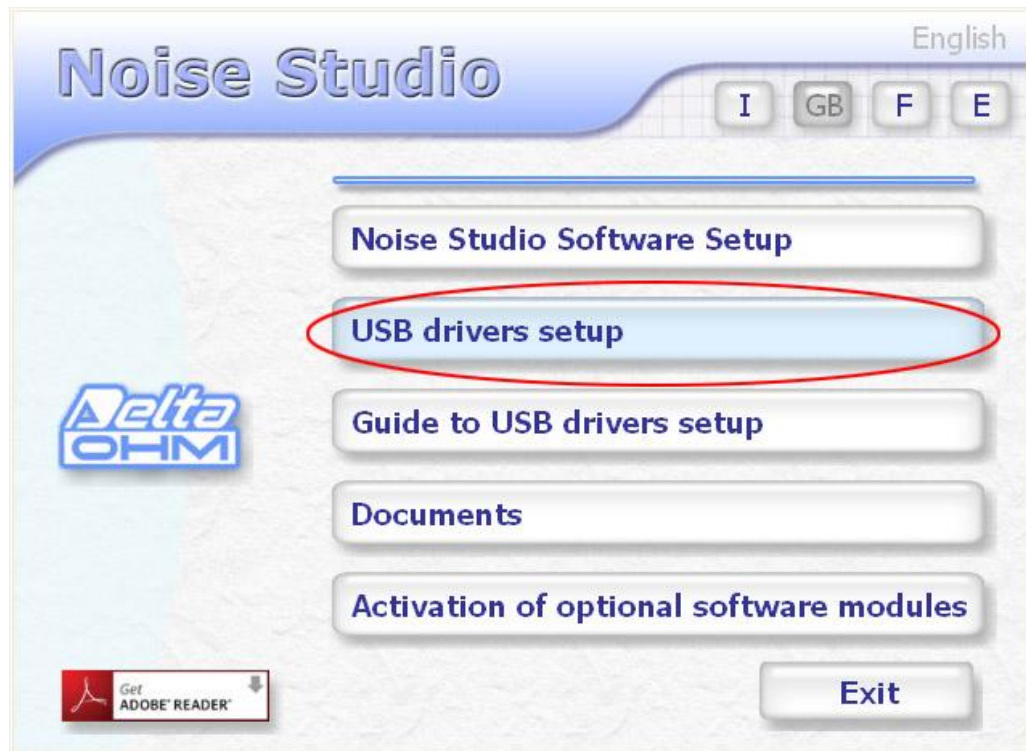 English
Noise Studio
I GB F E
Noise Studio Software Setup
USB drivers setup
Guide to USB drivers setup
Delta
OHM
Documents
Activation of optional software modules
Get
ADOBE® READER®
Exit